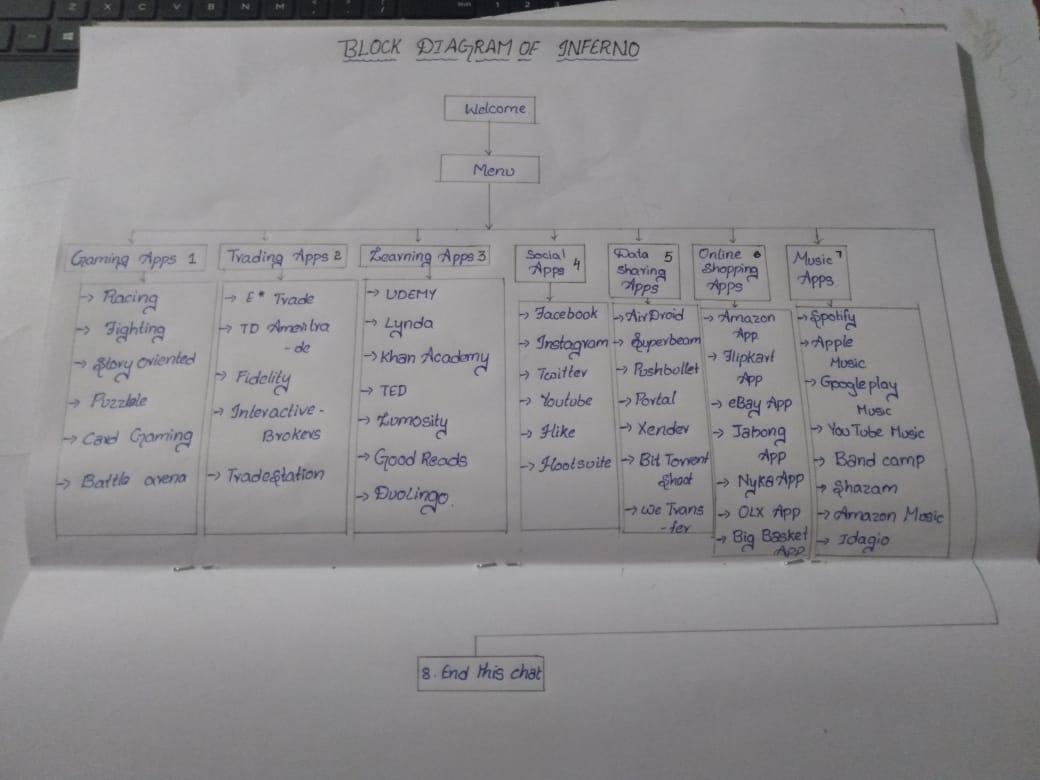 BLOCK DIAGRAM OF INFERNO
Welcome
Menu
Gaming Apps 1
→ Racing
→ Fighting
→ Story oriented
→ Puzzle
→ Card Gaming
→ Battle arena
Trading Apps 2
→ E* Trade
→ TD Ameritra
-de
→ Fidelity
→ Interactive-
Brokers
→ TradeStation
Learning Apps 3
→ UDEMY
→ Lynda
→ Khan Academy
→ TED
→ Lumosity
→ Good Reads
→ Duolingo.
Social
Apps 4
→ Facebook
→ Instagram
→ Twitter
→ Youtube
→ Hike
→ Hootsuite
Data 5
Sharing
Apps
→ AirDroid
→ Superbeam
→ Pushbullet
→ Portal
→ Xender
→ Bit Torrent
Shoot
→ We Trans
-fer
Online 6
Shopping
Apps
→ Amazon
App
→ Flipkart
App
→ eBay App
→ Jabong
App
→ Nyka App
→ OLX App
→ Big Basket
App
Music 7
Apps
→ Spotify
→ Apple
Music
→ Google play
Music
→ YouTube Music
→ Band camp
→ Shazam
→ Amazon Music
→ Idagio
8. End this chat